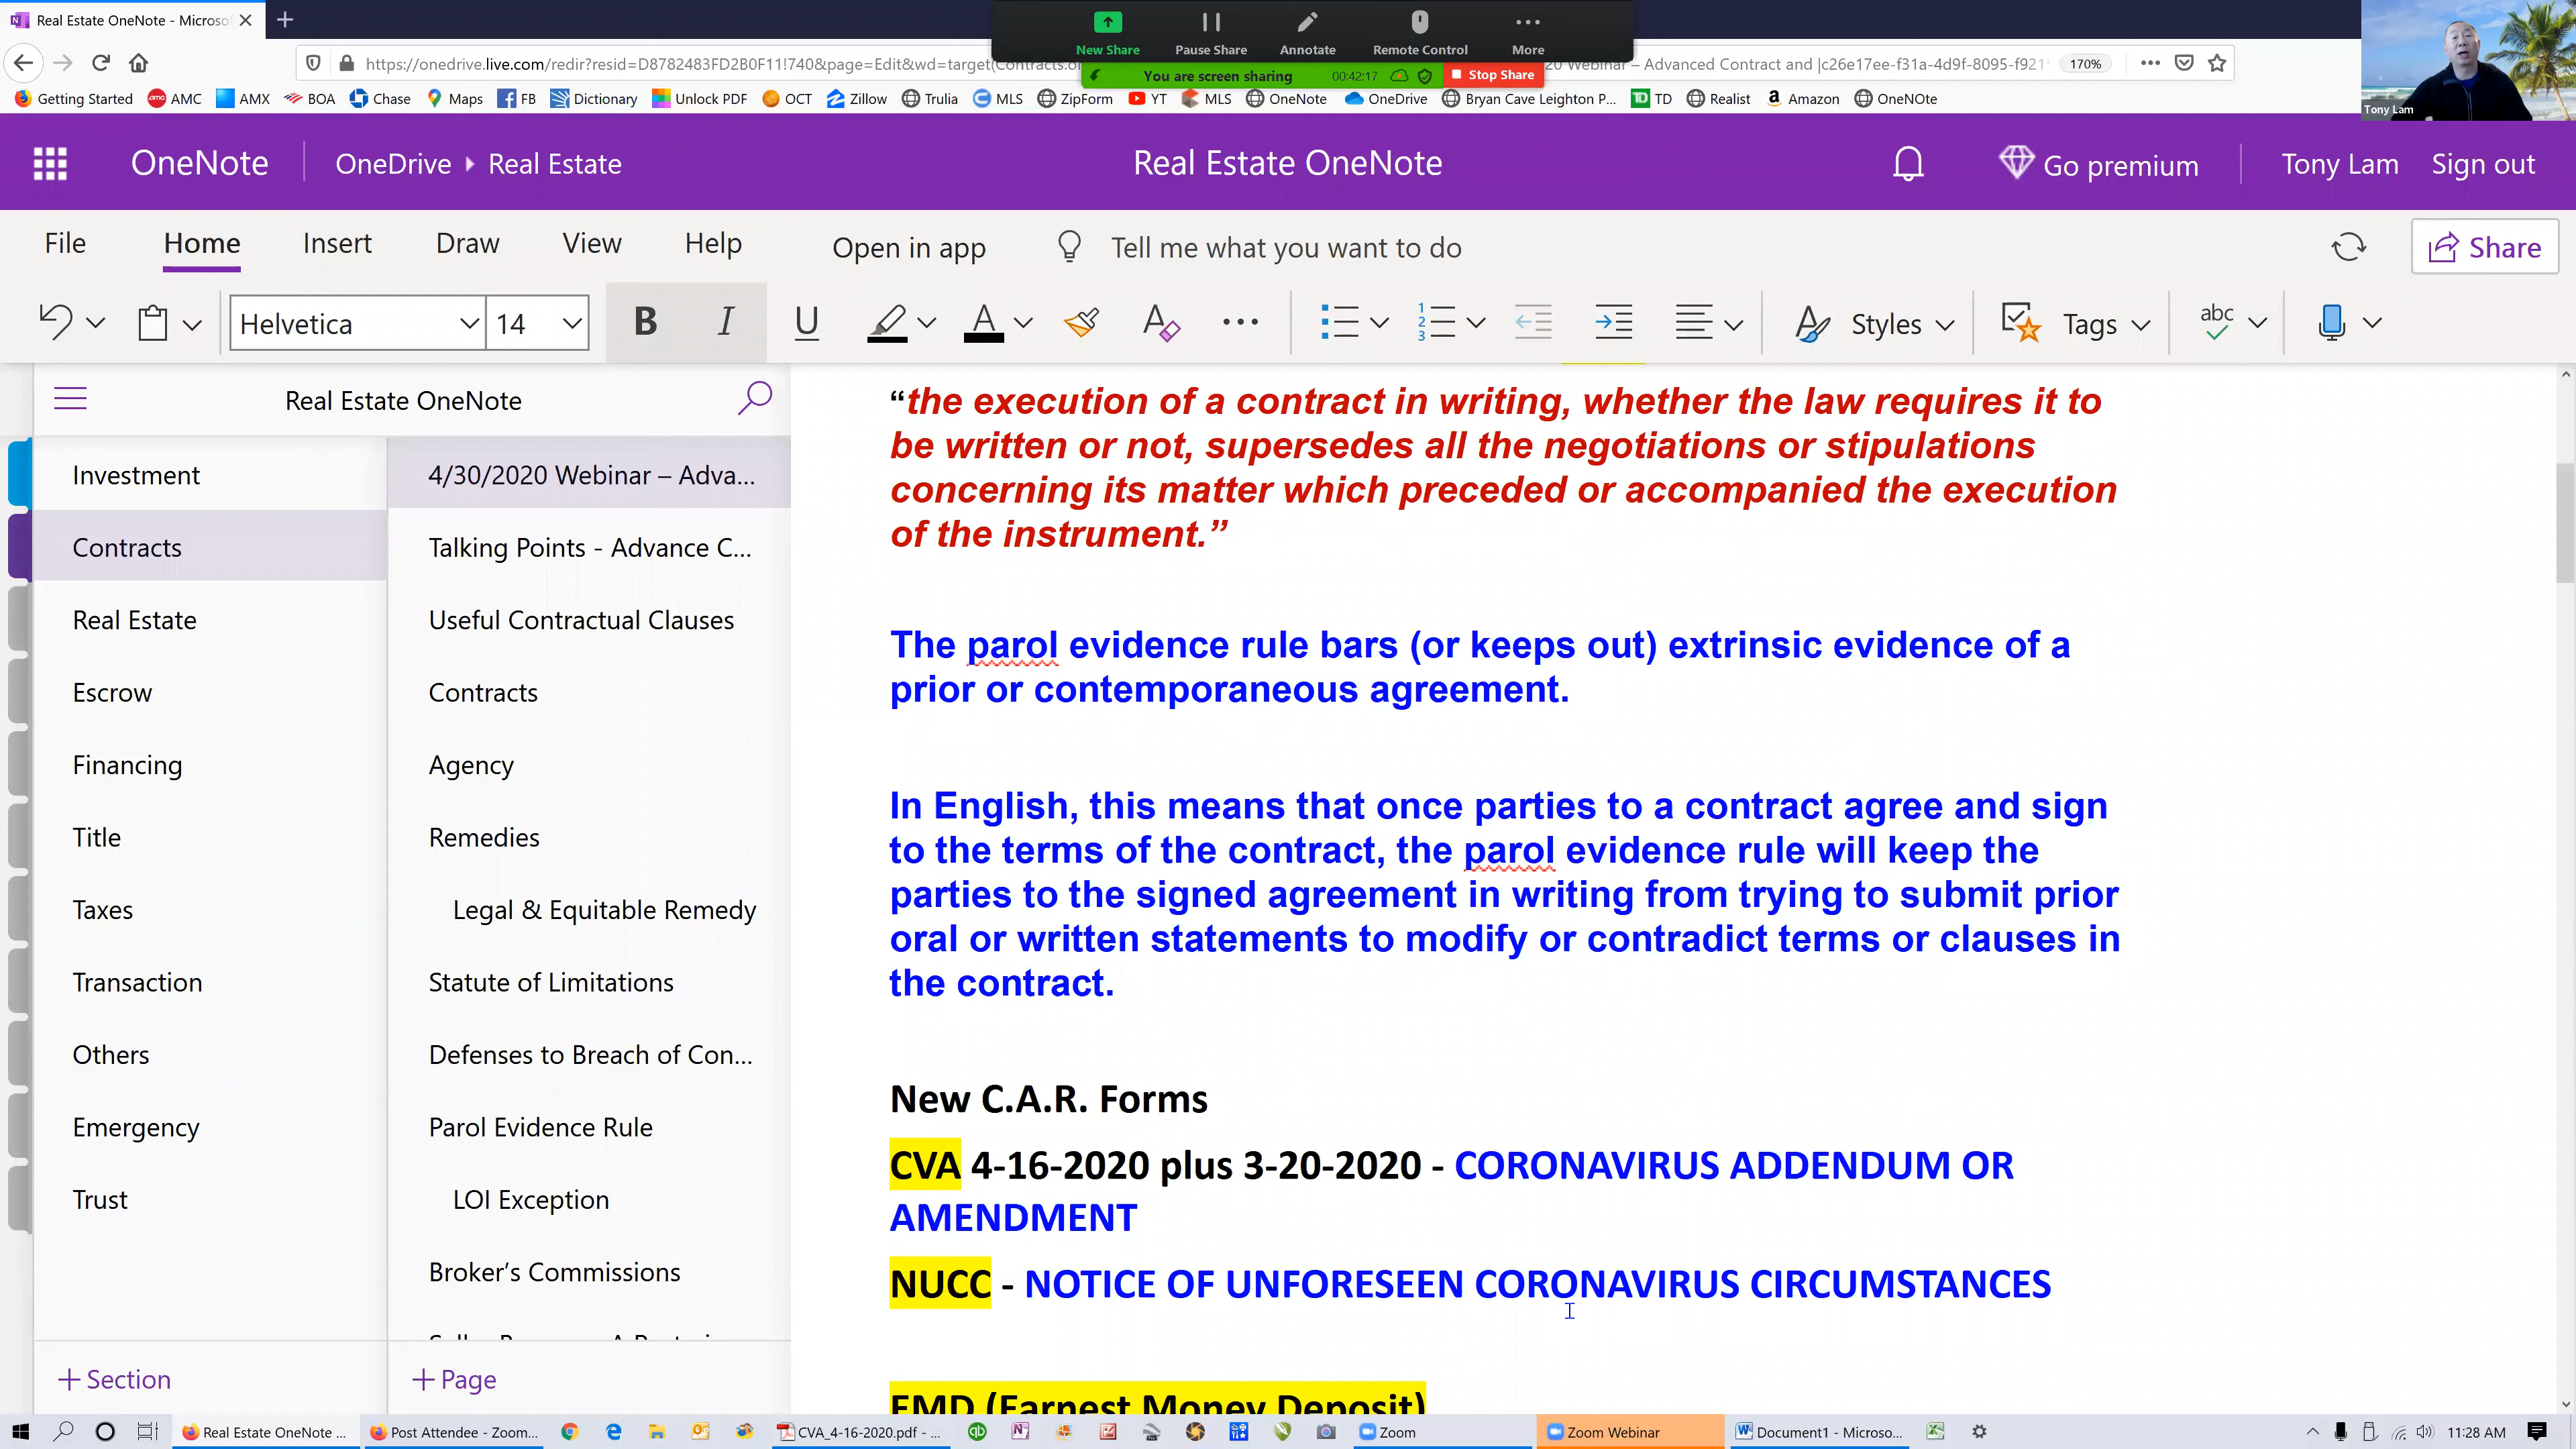 Real Estate OneNote - Microso
New Share
Pause Share
Annotate
Remote Control
More
https://onedrive.live.com/redir?resid=D8782483FD2B0F11!740&page=Edit&wd=target(Contracts.o
You are screen sharing
00:42:17
Stop Share
20 Webinar – Advanced Contract and |c26e17ee-f31a-4d9f-8095-f921
170%
Tony Lam
Getting Started
AMC
AMX
BOA
Chase
Maps
FB
Dictionary
Unlock PDF
OCT
Zillow
Trulia
MLS
ZipForm
YT
MLS
OneNote
OneDrive
Bryan Cave Leighton P...
TD
Realist
Amazon
OneNOte
OneNote
OneDrive
Real Estate
Real Estate OneNote
Go premium
Tony Lam
Sign out
File
Home
Insert
Draw
View
Help
Open in app
Tell me what you want to do
Share
Helvetica
14
B
I
U
A
A
Styles
Tags
abc
Real Estate OneNote
Investment
Contracts
Real Estate
Escrow
Financing
Title
Taxes
Transaction
Others
Emergency
Trust
+ Section
4/30/2020 Webinar – Adva...
Talking Points - Advance C...
Useful Contractual Clauses
Contracts
Agency
Remedies
Legal & Equitable Remedy
Statute of Limitations
Defenses to Breach of Con...
Parol Evidence Rule
LOI Exception
Broker's Commissions
+ Page
“the execution of a contract in writing, whether the law requires it to
be written or not, supersedes all the negotiations or stipulations
concerning its matter which preceded or accompanied the execution
of the instrument.”
The parol evidence rule bars (or keeps out) extrinsic evidence of a
prior or contemporaneous agreement.
In English, this means that once parties to a contract agree and sign
to the terms of the contract, the parol evidence rule will keep the
parties to the signed agreement in writing from trying to submit prior
oral or written statements to modify or contradict terms or clauses in
the contract.
New C.A.R. Forms
CVA 4-16-2020 plus 3-20-2020 - CORONAVIRUS ADDENDUM OR
AMENDMENT
NUCC - NOTICE OF UNFORESEEN CORONAVIRUS CIRCUMSTANCES
EMD (Earnest Money Deposit)
Real Estate OneNote ...
Post Attendee - Zoom...
CVA_4-16-2020.pdf - ...
Zoom
Zoom Webinar
Document1 - Microso...
11:28 AM